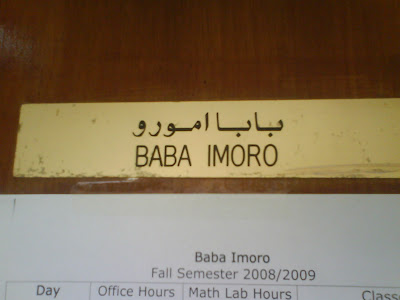 بابا امورو
BABA IMORO
Baba Imoro
Fall Semester 2008/2009
Day Office Hours Math Lab Hours Class